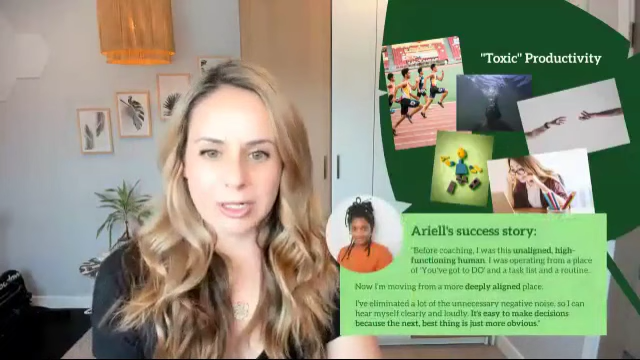 "Toxic" Productivity
Ariell's success story:
"Before coaching, I was this unaligned, high-
functioning human. I was operating from a place
of 'You've got to DO' and a task list and a routine.
Now I'm moving from a more deeply aligned place.
I've eliminated a lot of the unnecessary negative noise, so I can
hear myself clearly and loudly. It's easy to make decisions
because the next, best thing is just more obvious."